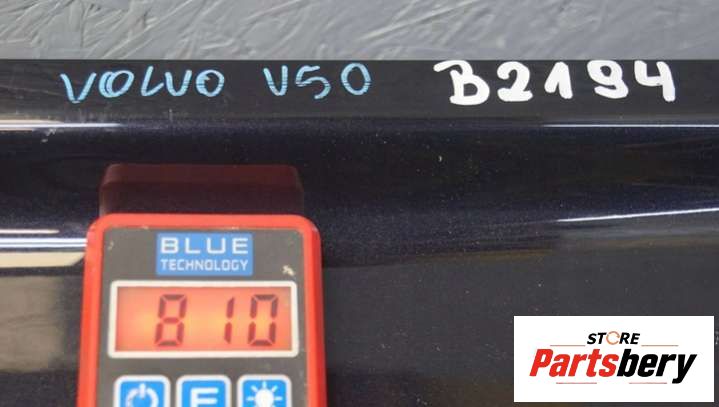 VOLVO V50 B2194
BLUE
TECHNOLOGY
810
F
STORE
Partsbery